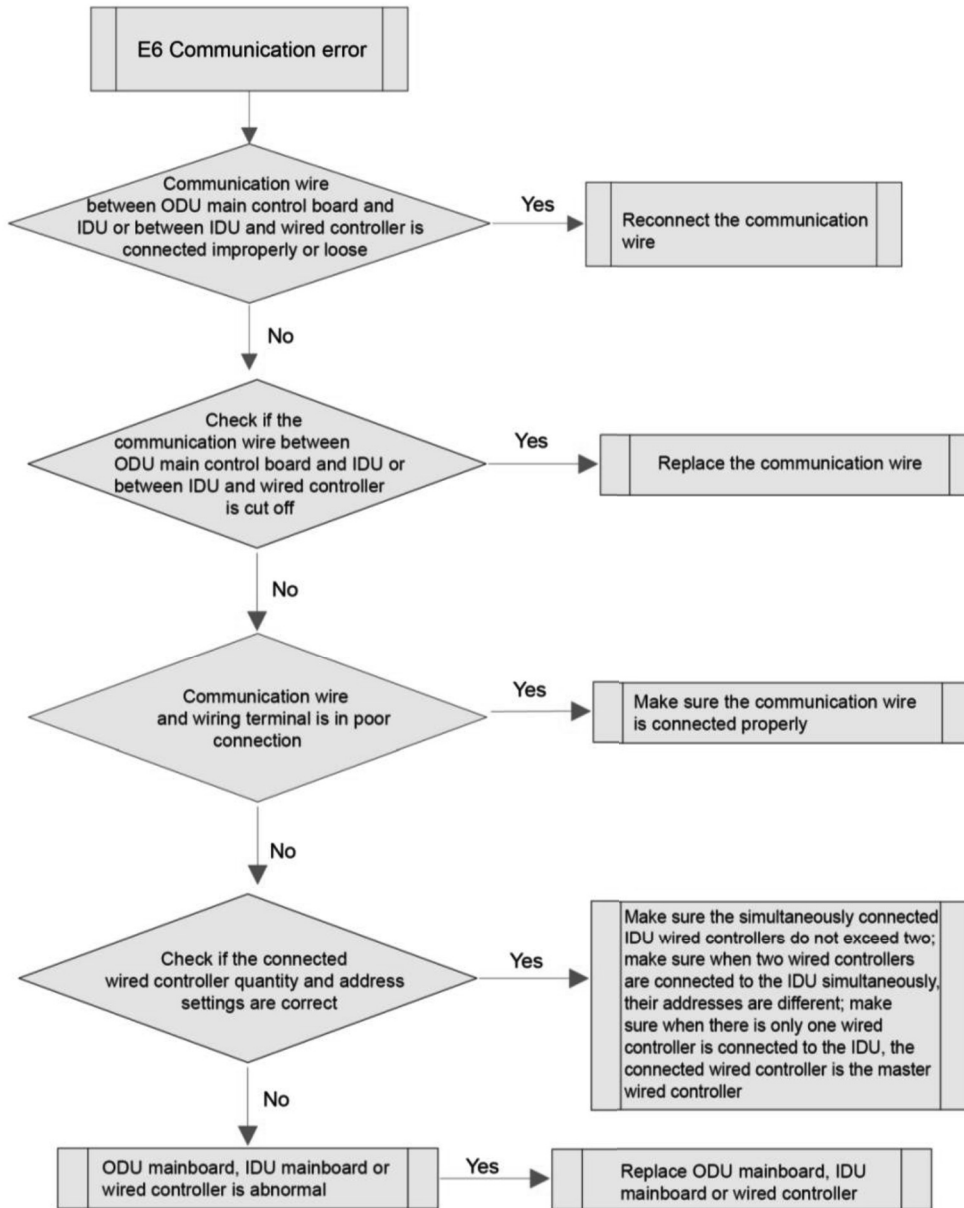 E6 Communication error
Communication wire
between ODU main control board and
IDU or between IDU and wired controller is
connected improperly or loose
Yes
Reconnect the communication
wire
No
Check if the
communication wire between
ODU main control board and IDU or
between IDU and wired controller
is cut off
Yes
Replace the communication wire
No
Communication wire
and wiring terminal is in poor
connection
Yes
Make sure the communication wire
is connected properly
No
Check if the connected
wired controller quantity and address
settings are correct
Yes
Make sure the simultaneously connected
IDU wired controllers do not exceed two;
make sure when two wired controllers
are connected to the IDU simultaneously,
their addresses are different; make
sure when there is only one wired
controller is connected to the IDU, the
connected wired controller is the master
wired controller
No
ODU mainboard, IDU mainboard or
wired controller is abnormal
Yes
Replace ODU mainboard, IDU
mainboard or wired controller